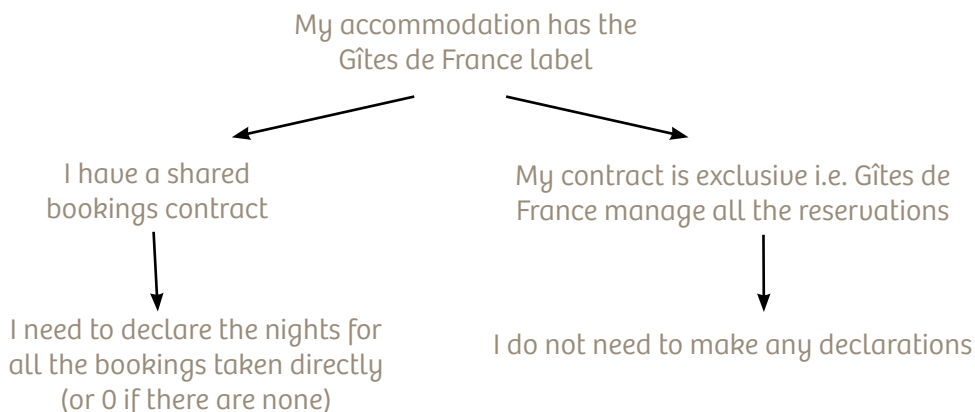 My accommodation has the
Gîtes de France label
I have a shared
bookings contract
My contract is exclusive i.e. Gîtes de
France manage all the reservations
I need to declare the nights for
all the bookings taken directly
(or 0 if there are none)
I do not need to make any declarations